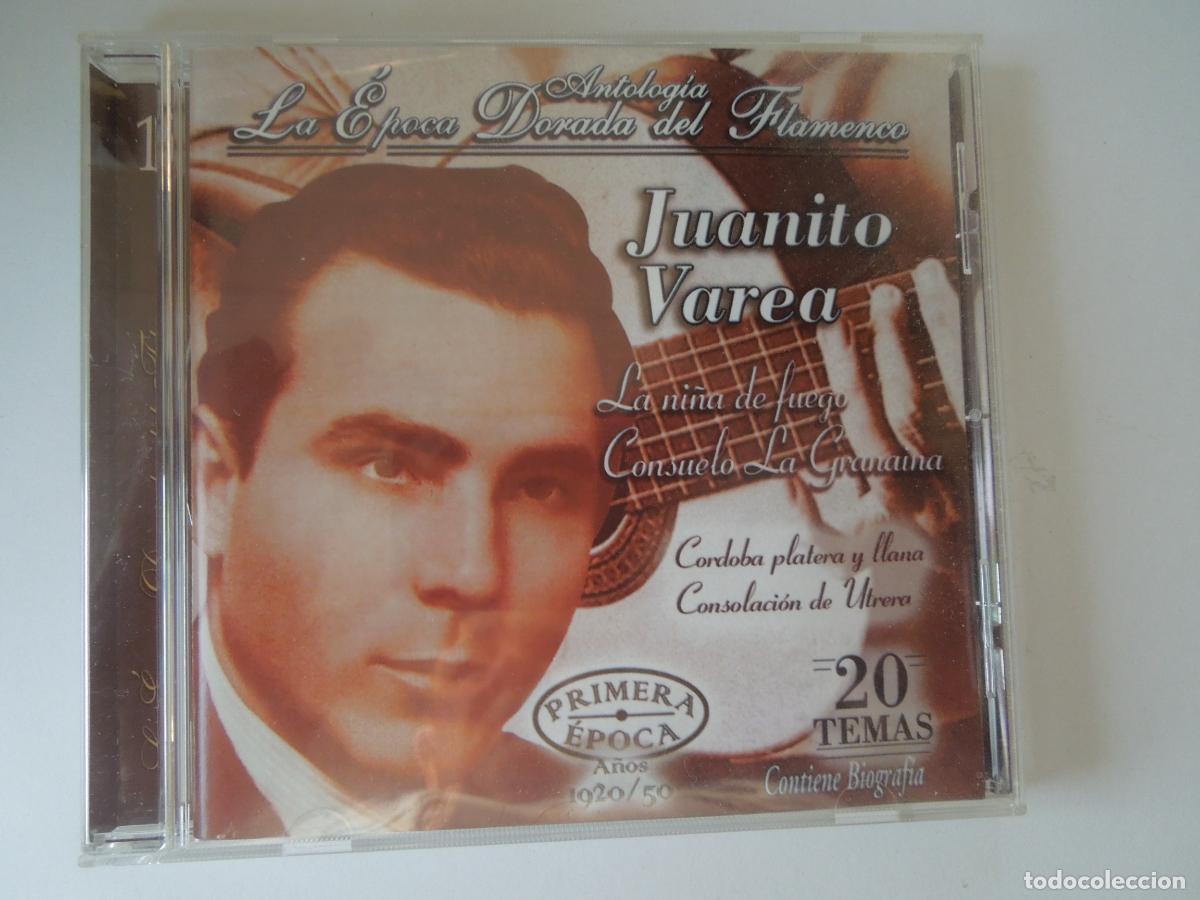 Antología
La Época Dorada del Flamenco
Juanito
Varea
La niña de fuego
Consuelo La Granaina
Cordoba platera y llana
Consolación de Utrera
PRIMERA
ÉPOCA
Años
1920/50
20
TEMAS
Contiene Biografía
todocoleccion